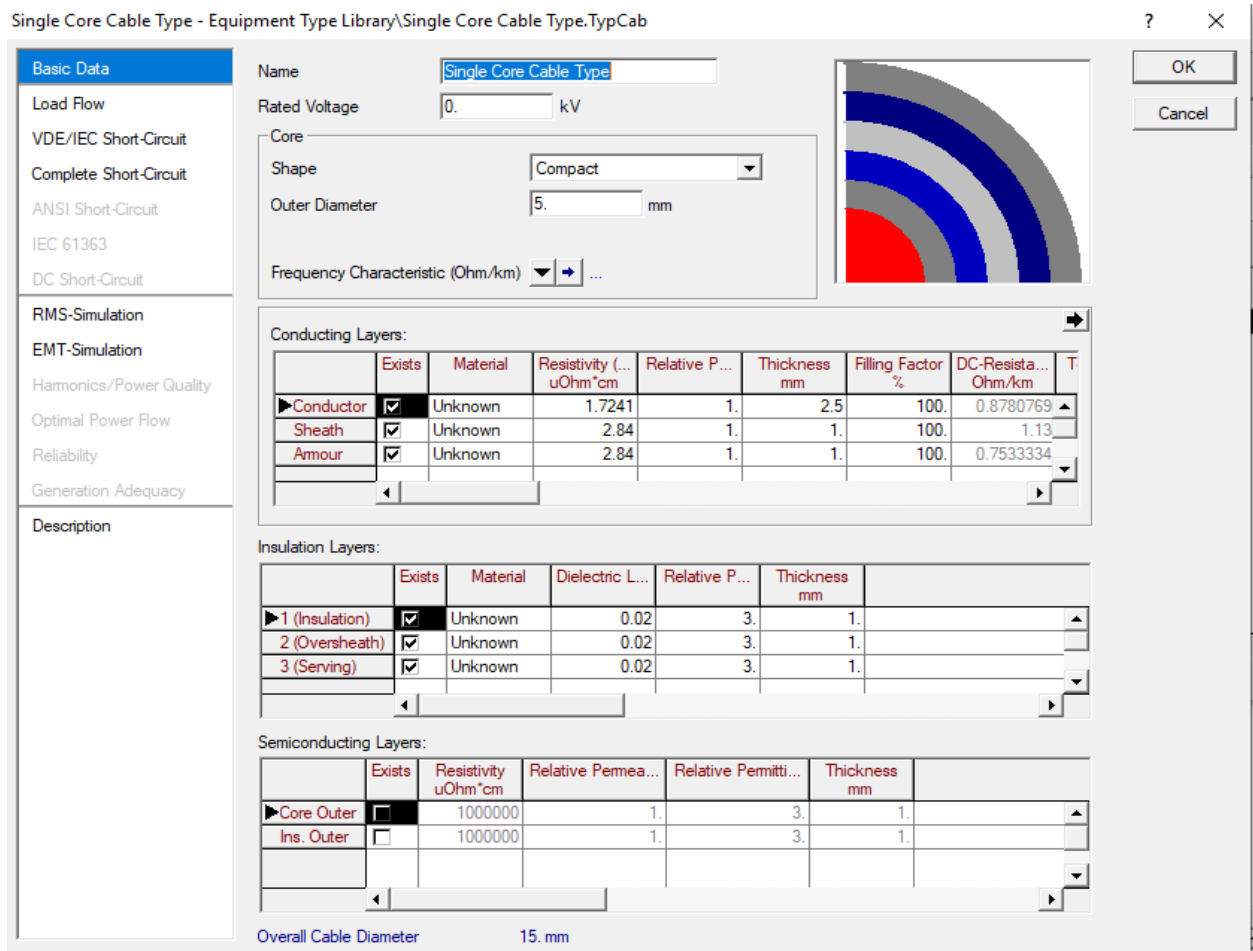 Single Core Cable Type - Equipment Type Library\Single Core Cable Type.TypCab ? ×
Basic Data
Load Flow
VDE/IEC Short-Circuit
Complete Short-Circuit
ANSI Short-Circuit
IEC 61363
DC Short-Circuit
RMS-Simulation
EMT-Simulation
Harmonics/Power Quality
Optimal Power Flow
Reliability
Generation Adequacy
Description
Name Single Core Cable Type
Rated Voltage 0. kV
Core
Shape Compact
Outer Diameter 5. mm
Frequency Characteristic (Ohm/km) ...
OK
Cancel
Conducting Layers:
Exists Material Resistivity (... Relative P... Thickness Filling Factor DC-Resista... T
uOhm*cm mm % Ohm/km
Conductor Unknown 1.7241 1. 2.5 100. 0.8780769
Sheath Unknown 2.84 1. 1. 100. 1.13
Armour Unknown 2.84 1. 1. 100. 0.7533334
Insulation Layers:
Exists Material Dielectric L... Relative P... Thickness
mm
1 (Insulation) Unknown 0.02 3. 1.
2 (Oversheath) Unknown 0.02 3. 1.
3 (Serving) Unknown 0.02 3. 1.
Semiconducting Layers:
Exists Resistivity Relative Permea... Relative Permitti... Thickness
uOhm*cm mm
Core Outer 1000000 1. 3. 1.
Ins. Outer 1000000 1. 3. 1.
Overall Cable Diameter 15. mm